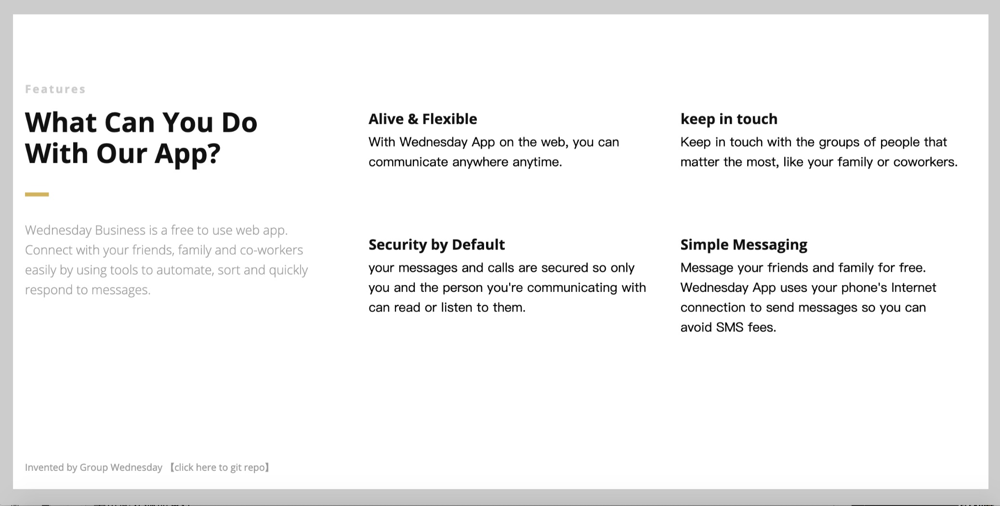 Features
What Can You Do
With Our App?
Wednesday Business is a free to use web app.
Connect with your friends, family and co-workers
easily by using tools to automate, sort and quickly
respond to messages.
Alive & Flexible
With Wednesday App on the web, you can
communicate anywhere anytime.
keep in touch
Keep in touch with the groups of people that
matter the most, like your family or coworkers.
Security by Default
your messages and calls are secured so only
you and the person you're communicating with
can read or listen to them.
Simple Messaging
Message your friends and family for free.
Wednesday App uses your phone's Internet
connection to send messages so you can
avoid SMS fees.
Invented by Group Wednesday 【click here to git repo】